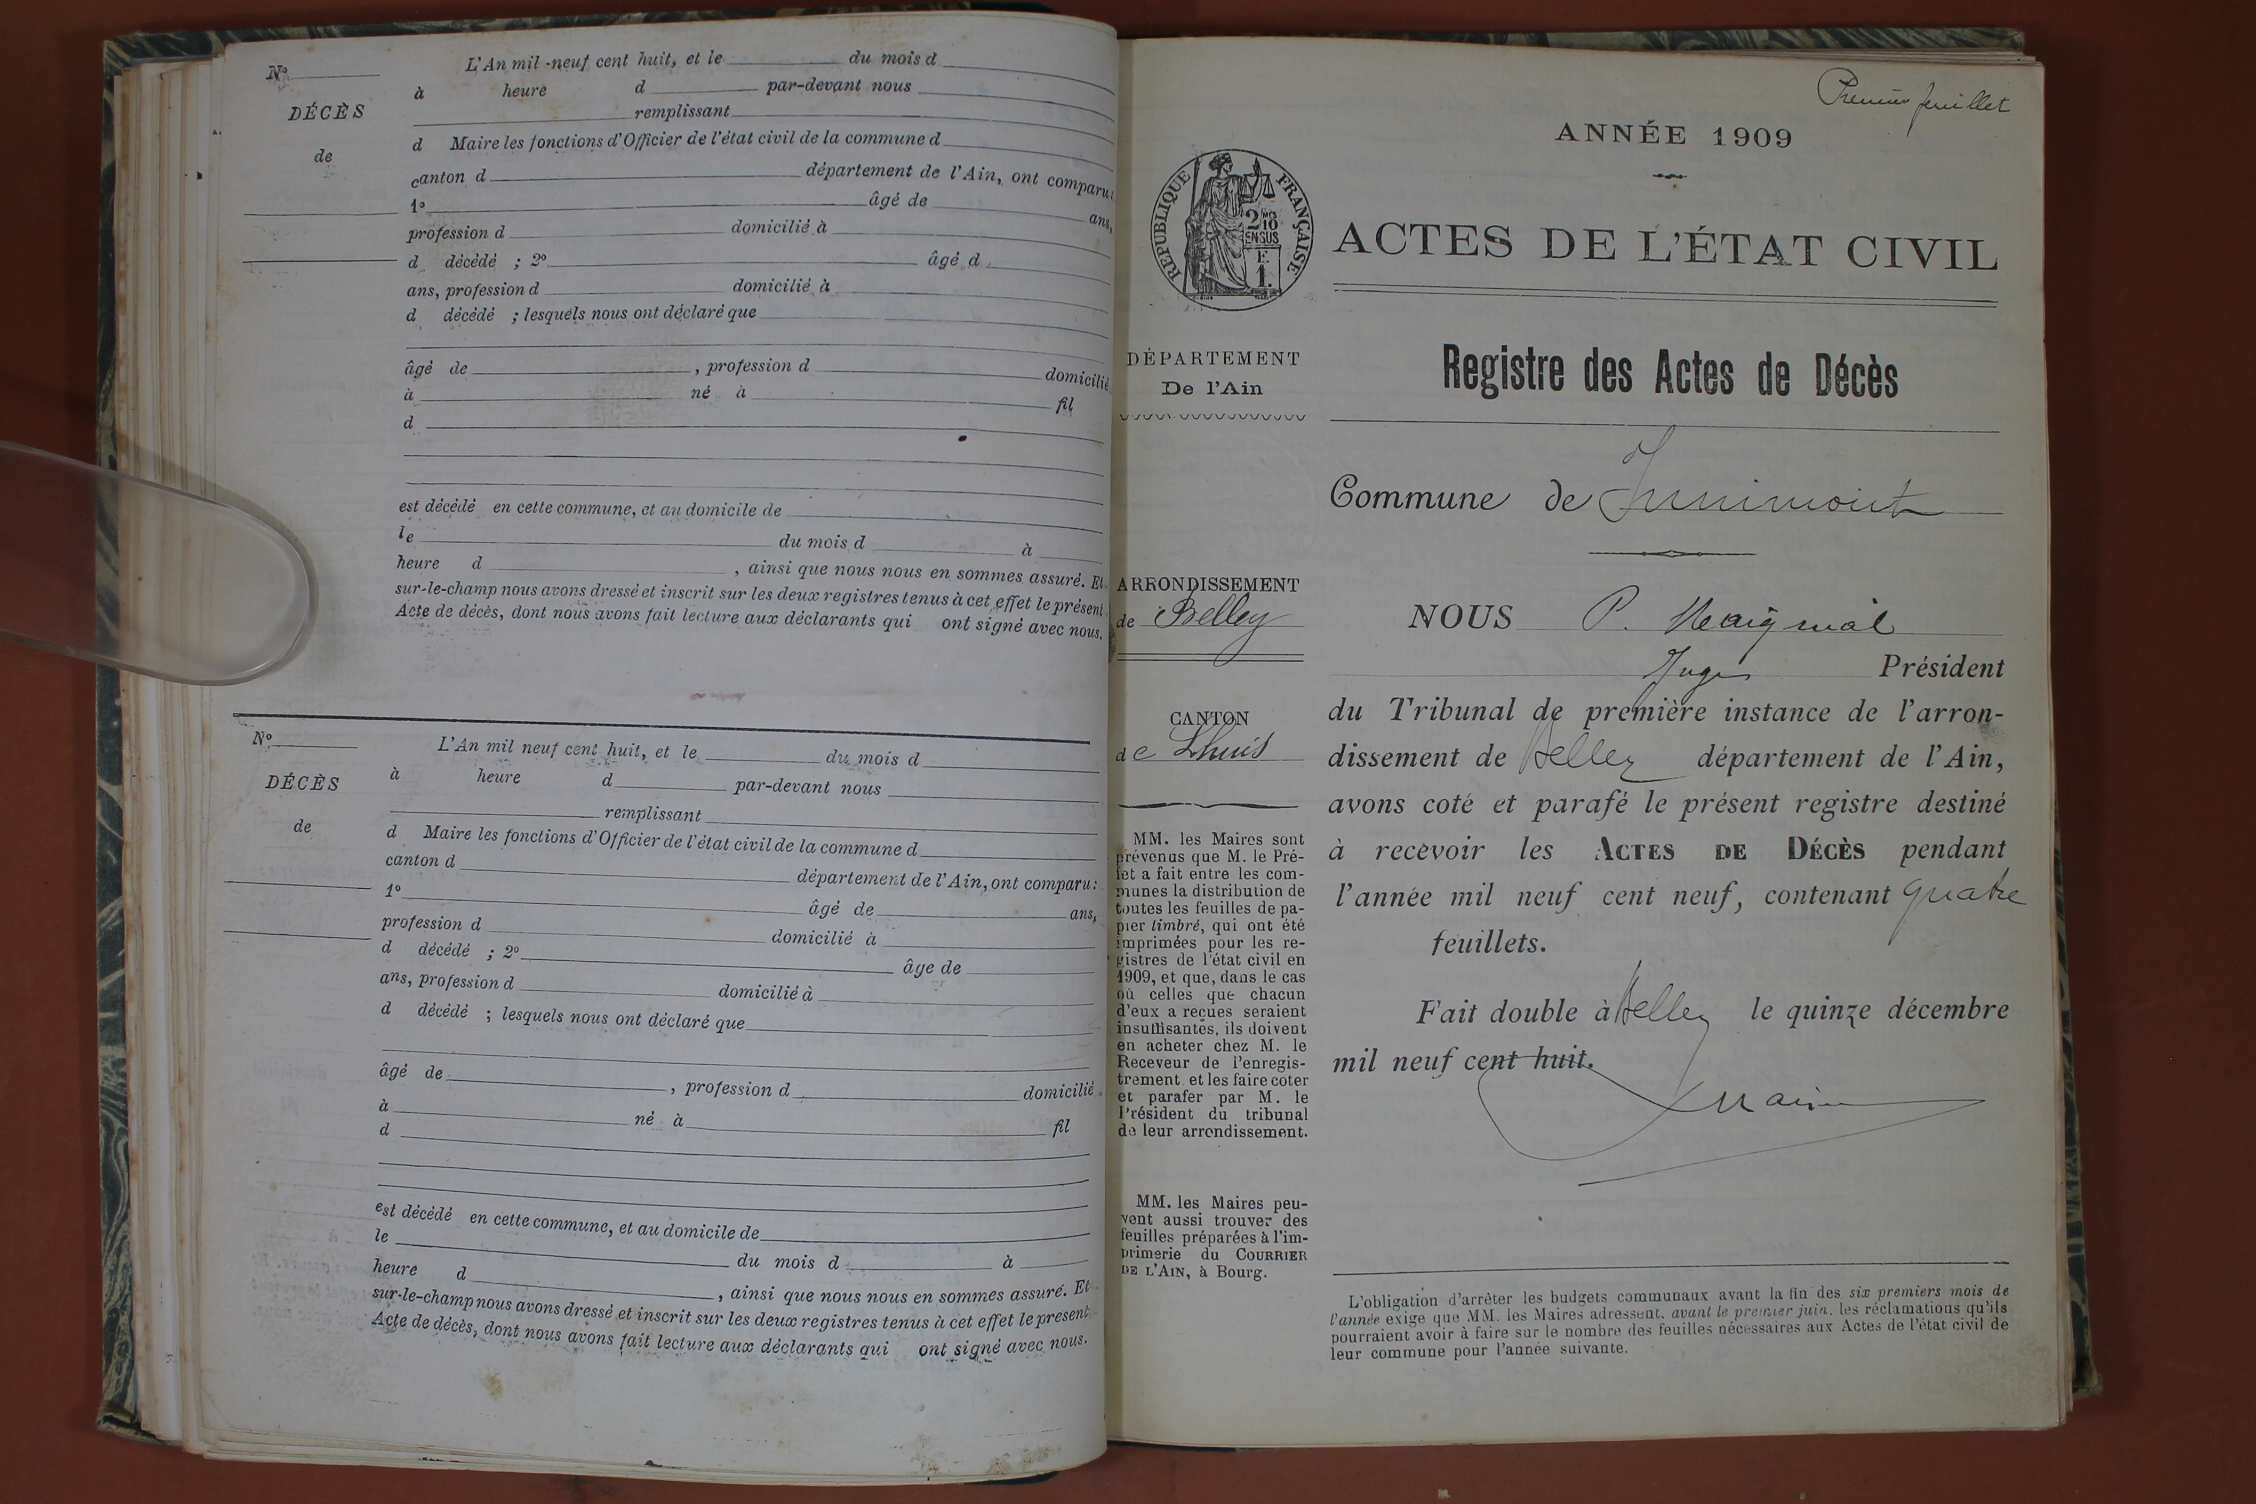 N°
L'An mil-neuf cent huit, et le du mois d
DÉCÈS
à heure d par-devant nous
remplissant
de
d Maire les fonctions d'Officier de l'état civil de la commune d
canton d département de l'Ain, ont comparu:
1° âgé de ans,
profession d domicilié à
d décédé ; 2° âgé d
ans, profession d domicilié à
d décédé ; lesquels nous ont déclaré que
âgé de , profession d domicilié
à né à fil
d
est décédé en cette commune, et au domicile de
le du mois d à
heure d , ainsi que nous nous en sommes assuré. Et
sur-le-champ nous avons dressé et inscrit sur les deux registres tenus à cet effet le présent
Acte de décès, dont nous avons fait lecture aux déclarants qui ont signé avec nous.
N°
L'An mil neuf cent huit, et le du mois d
DÉCÈS
à heure d par-devant nous
remplissant
de
d Maire les fonctions d'Officier de l'état civil de la commune d
canton d département de l'Ain, ont comparu:
1° âgé de ans,
profession d domicilié à
d décédé ; 2° âye de
ans, profession d domicilié à
d décédé ; lesquels nous ont déclaré que
âgé de , profession d domicilié
à né à fil
d
est décédé en cette commune, et au domicile de
le du mois d à
heure d , ainsi que nous nous en sommes assuré. Et
sur-le-champ nous avons dressé et inscrit sur les deux registres tenus à cet effet le présent
Acte de décès, dont nous avons fait lecture aux déclarants qui ont signé avec nous.
Premier feuillet
ANNÉE 1909
RÉPUBLIQUE FRANÇAISE
2 Mes
10
EN SUS
F.
1.
ACTES DE L'ÉTAT CIVIL
DÉPARTEMENT
De l'Ain
Registre des Actes de Décès
Commune de Innimont
ARRONDISSEMENT
de Belley
CANTON
de Lhuis
MM. les Maires sont
prévenus que M. le Pré-
fet a fait entre les com-
munes la distribution de
toutes les feuilles de pa-
pier timbré, qui ont été
imprimées pour les re-
gistres de l'état civil en
1909, et que, dans le cas
où celles que chacun
d'eux a reçues seraient
insuffisantes, ils doivent
en acheter chez M. le
Receveur de l'enregis-
trement et les faire coter
et parafer par M. le
Président du tribunal
de leur arrondissement.
MM. les Maires peu-
vent aussi trouver des
feuilles préparées à l'im-
primerie du COURRIER
DE L'AIN, à Bourg.
NOUS P.
Juge Président
du Tribunal de première instance de l'arron-
dissement de Belley département de l'Ain,
avons coté et parafé le présent registre destiné
à recevoir les ACTES DE DÉCÈS pendant
l'année mil neuf cent neuf, contenant quatre
feuillets.
Fait double à Belley le quinze décembre
mil neuf cent huit.
L'obligation d'arrêter les budgets communaux avant la fin des six premiers mois de
l'année exige que MM. les Maires adressent, avant le premier juin, les réclamations qu'ils
pourraient avoir à faire sur le nombre des feuilles nécessaires aux Actes de l'état civil de
leur commune pour l'année suivante.